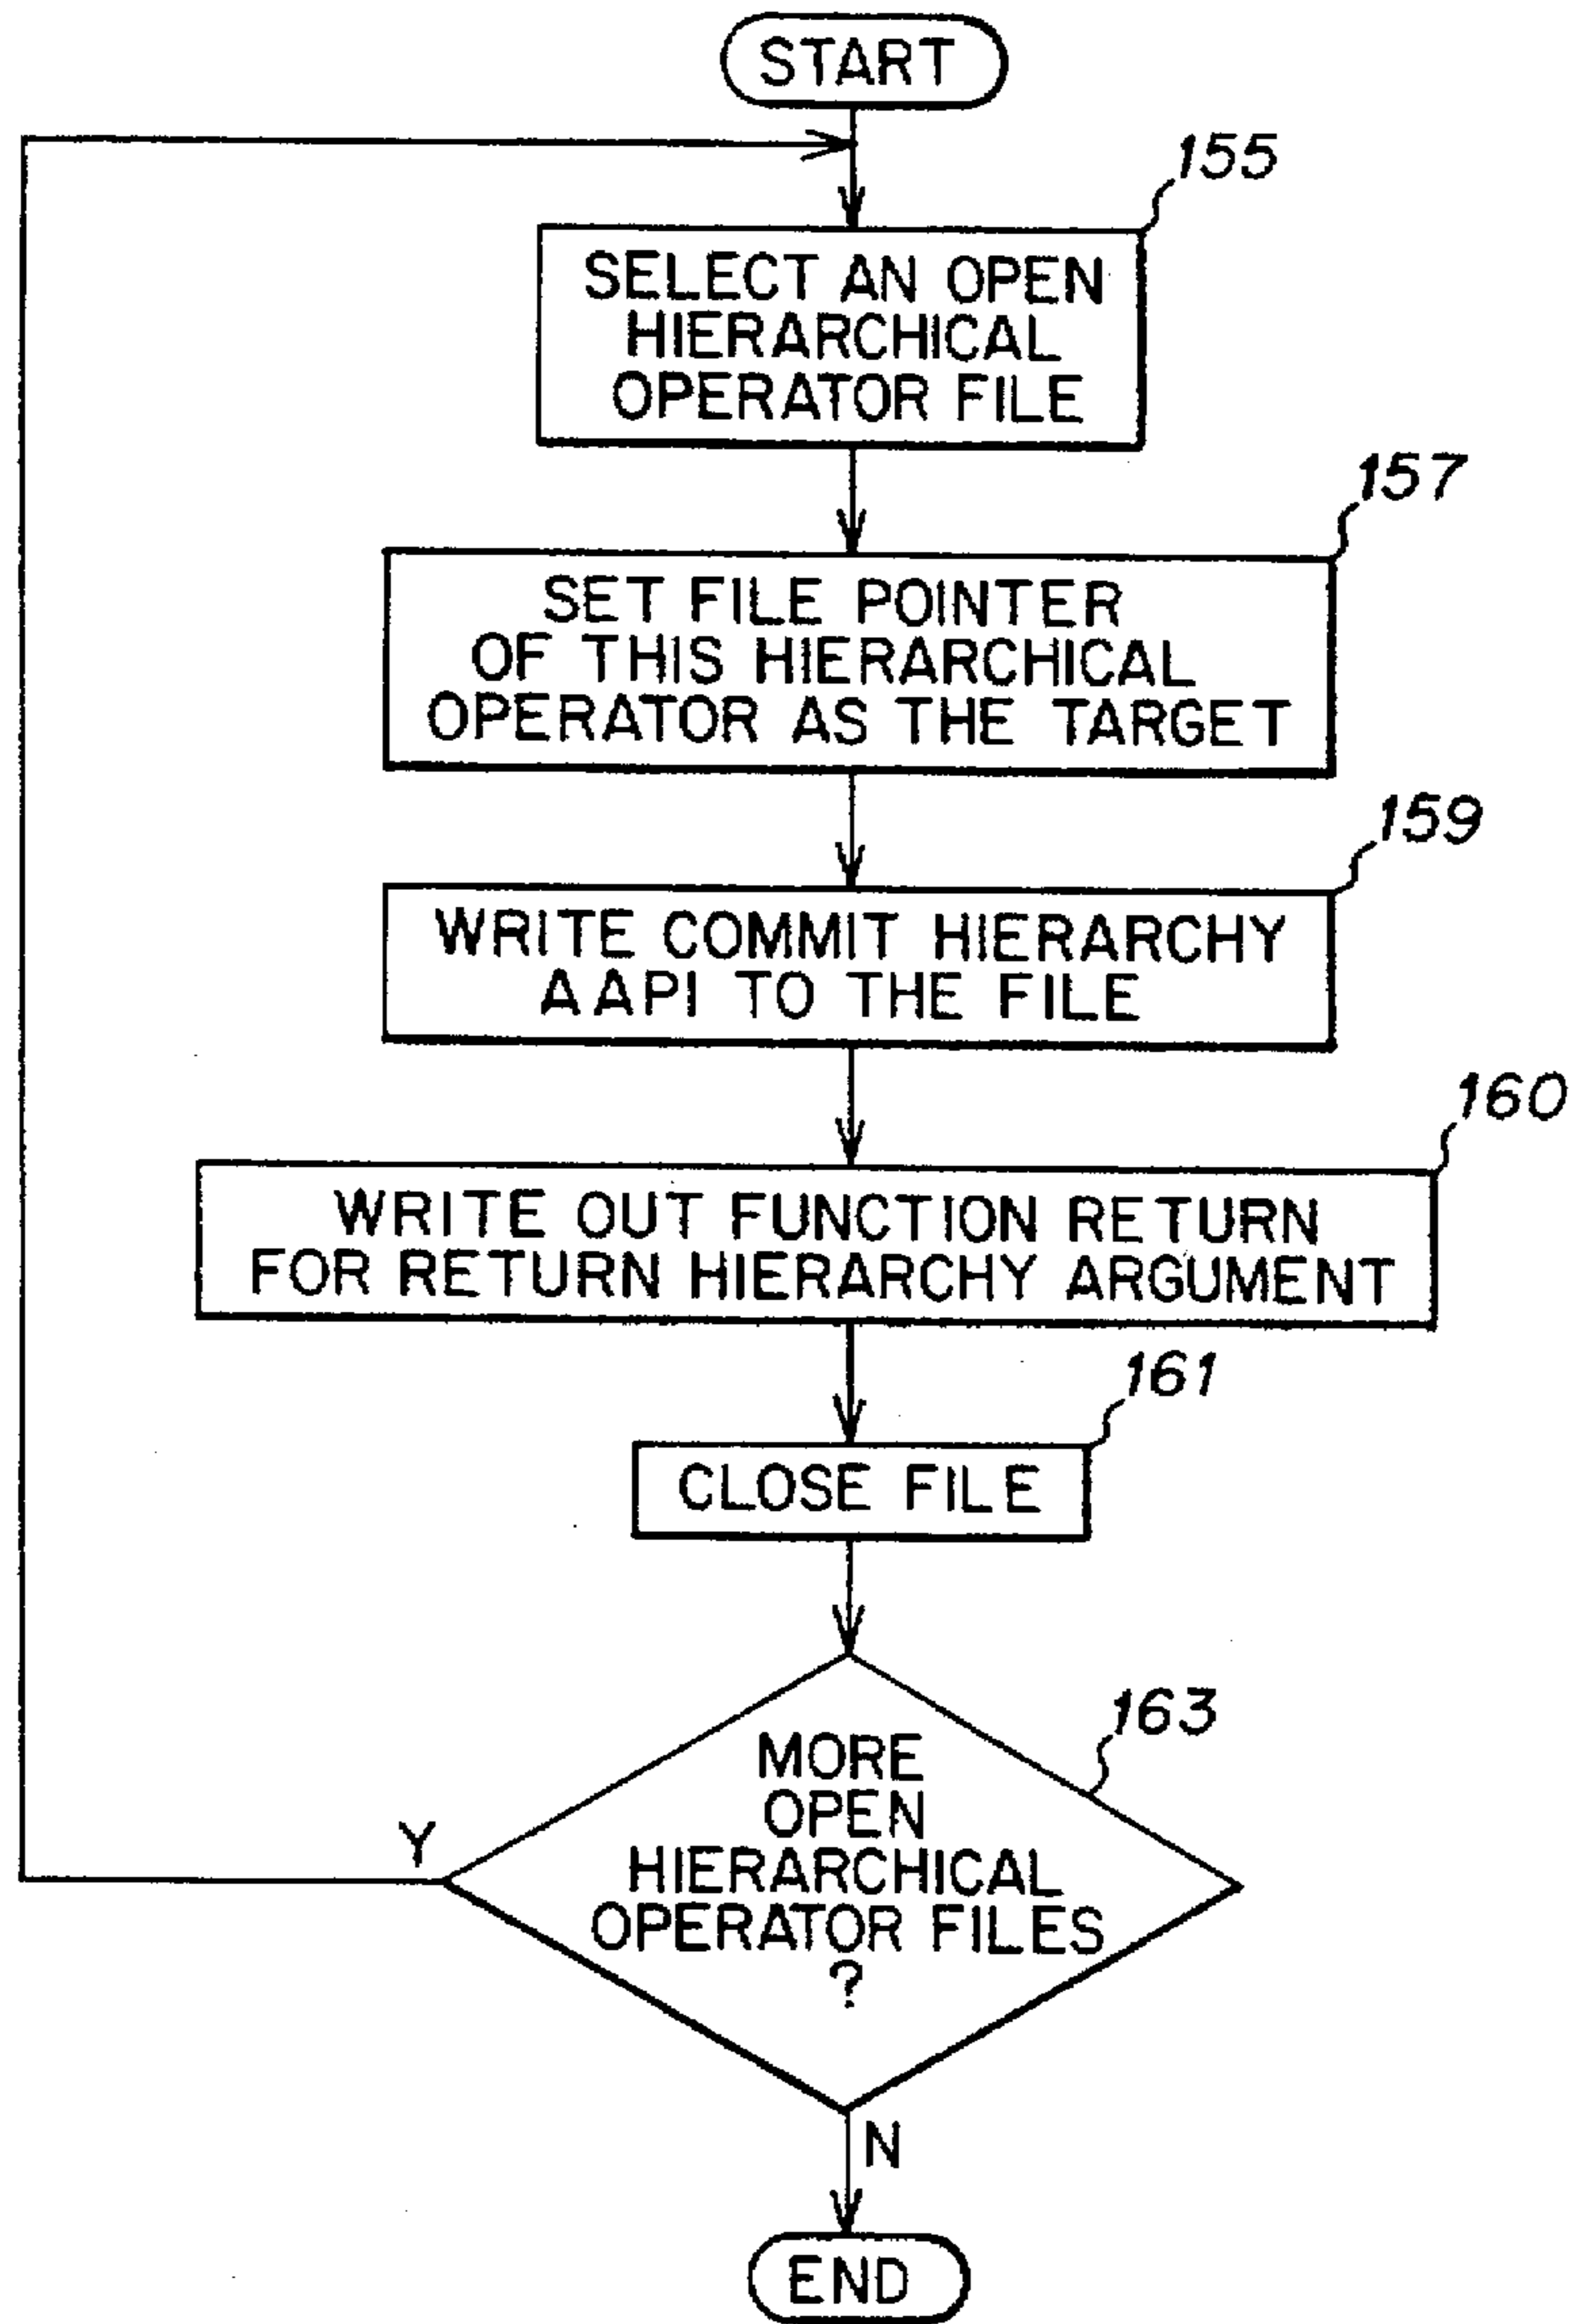 START
155
SELECT AN OPEN
HIERARCHICAL
OPERATOR FILE
157
SET FILE POINTER
OF THIS HIERARCHICAL
OPERATOR AS THE TARGET
159
WRITE COMMIT HIERARCHY
AAPI TO THE FILE
160
WRITE OUT FUNCTION RETURN
FOR RETURN HIERARCHY ARGUMENT
161
CLOSE FILE
163
MORE
OPEN
HIERARCHICAL
OPERATOR FILES
?
Y
N
END